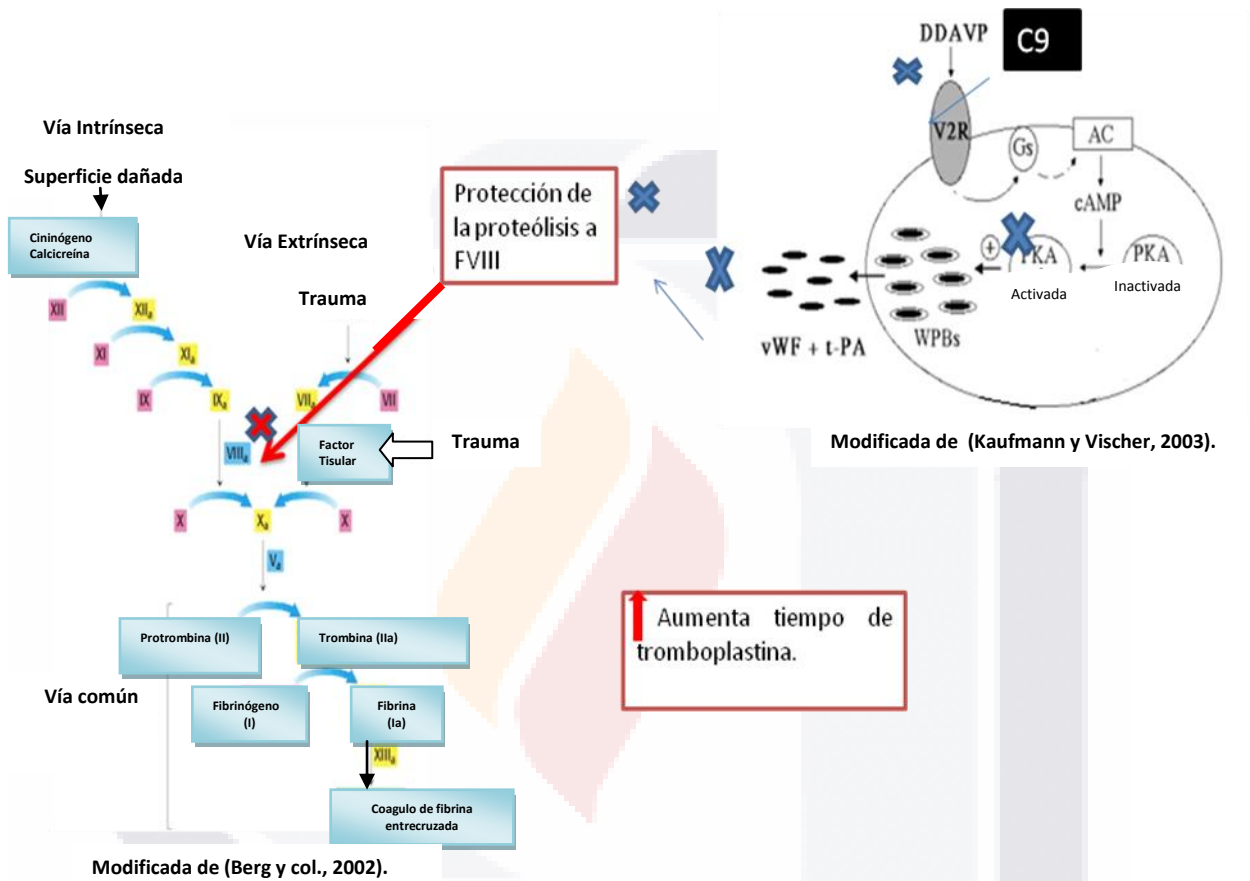 DDAVP
C9
V2R
Gs
AC
cAMP
PKA
Activada
PKA
Inactivada
WPBs
vWF + t-PA
Modificada de (Kaufmann y Vischer, 2003).
Vía Intrínseca
Superficie dañada
Cininógeno
Calcicreína
Vía Extrínseca
Trauma
Protección de
la proteólisis a
FVIII
XII
XIIa
XI
XIa
IX
IXa
VIIa
VII
VIIIa
Factor
Tisular
Trauma
X
Xa
X
Va
Protrombina (II)
Trombina (IIa)
Vía común
Fibrinógeno
(I)
Fibrina
(Ia)
XIIIa
Coagulo de fibrina
entrecruzada
Aumenta tiempo de
tromboplastina.
Modificada de (Berg y col., 2002).